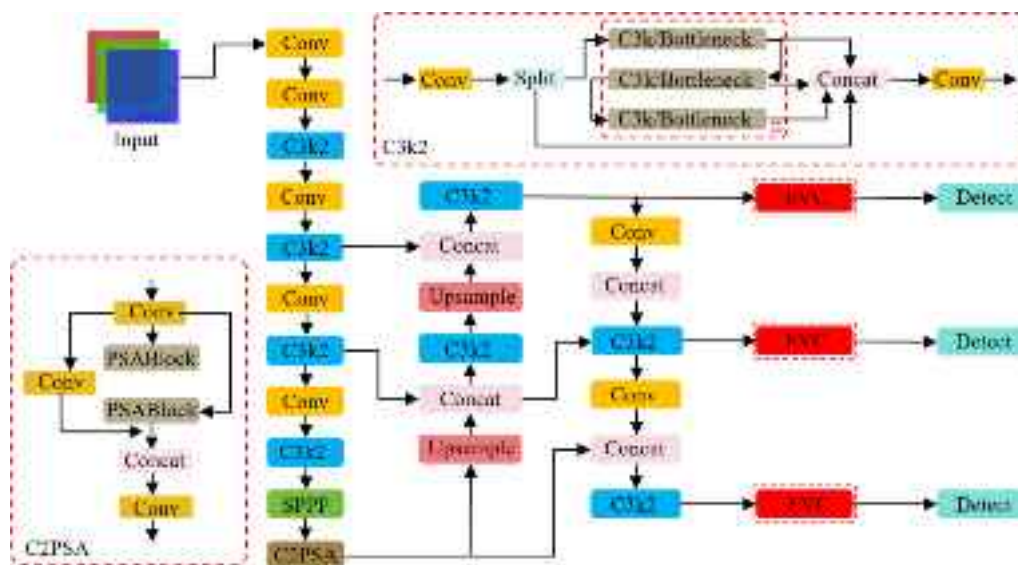 Input
Conv
Conv
C3k2
Conv
C3k2
Conv
C3k2
Conv
C3k2
SPPF
C2PSA
Conv
Split
C3k/Bottleneck
C3k/Bottleneck
C3k/Bottleneck
Concat
Conv
C3k2
C3k2
Concat
Upsample
C3k2
Concat
Upsample
Conv
Concat
C3k2
Conv
Concat
C3k2
Detect
Detect
Detect
Conv
PSABlock
Conv
PSABlock
Concat
Conv
C2PSA